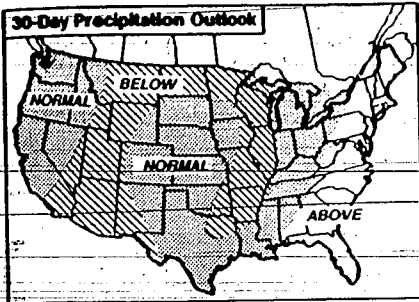 30-Day Precipitation Outlook
BELOW
NORMAL
NORMAL
ABOVE